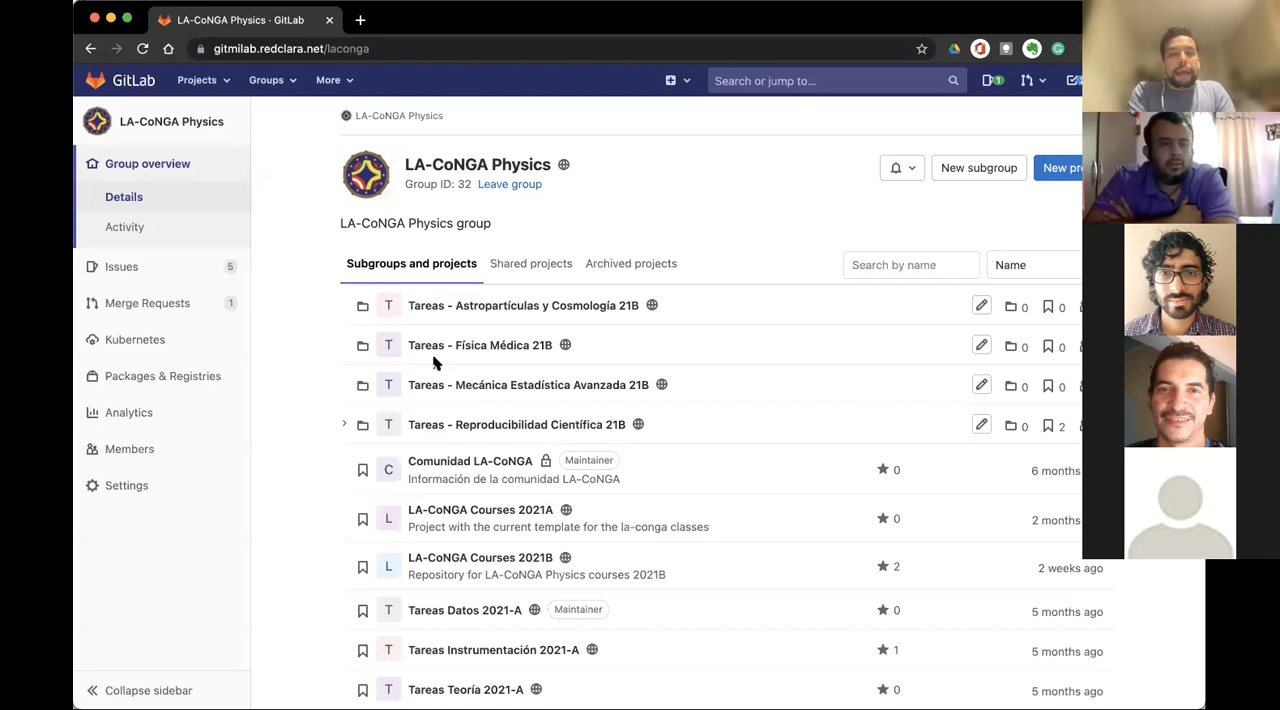 LA-CoNGA Physics · GitLab
gitmilab.redclara.net/laconga
GitLab Projects Groups More Search or jump to... 1
LA-CoNGA Physics
Group overview
Details
Activity
Issues 5
Merge Requests 1
Kubernetes
Packages & Registries
Analytics
Members
Settings
Collapse sidebar
LA-CoNGA Physics
LA-CoNGA Physics
Group ID: 32 Leave group
New subgroup New pr
LA-CoNGA Physics group
Subgroups and projects Shared projects Archived projects Search by name Name
T Tareas - Astropartículas y Cosmología 21B 0 0
T Tareas - Física Médica 21B 0 0
T Tareas - Mecánica Estadística Avanzada 21B 0 0
T Tareas - Reproducibilidad Científica 21B 0 2
C Comunidad LA-CoNGA Maintainer 0 6 months
Información de la comunidad LA-CoNGA
L LA-CoNGA Courses 2021A 0 2 months
Project with the current template for the la-conga classes
L LA-CoNGA Courses 2021B 2 2 weeks ago
Repository for LA-CoNGA Physics courses 2021B
T Tareas Datos 2021-A Maintainer 0 5 months ago
T Tareas Instrumentación 2021-A 1 5 months ago
T Tareas Teoría 2021-A 0 5 months ago